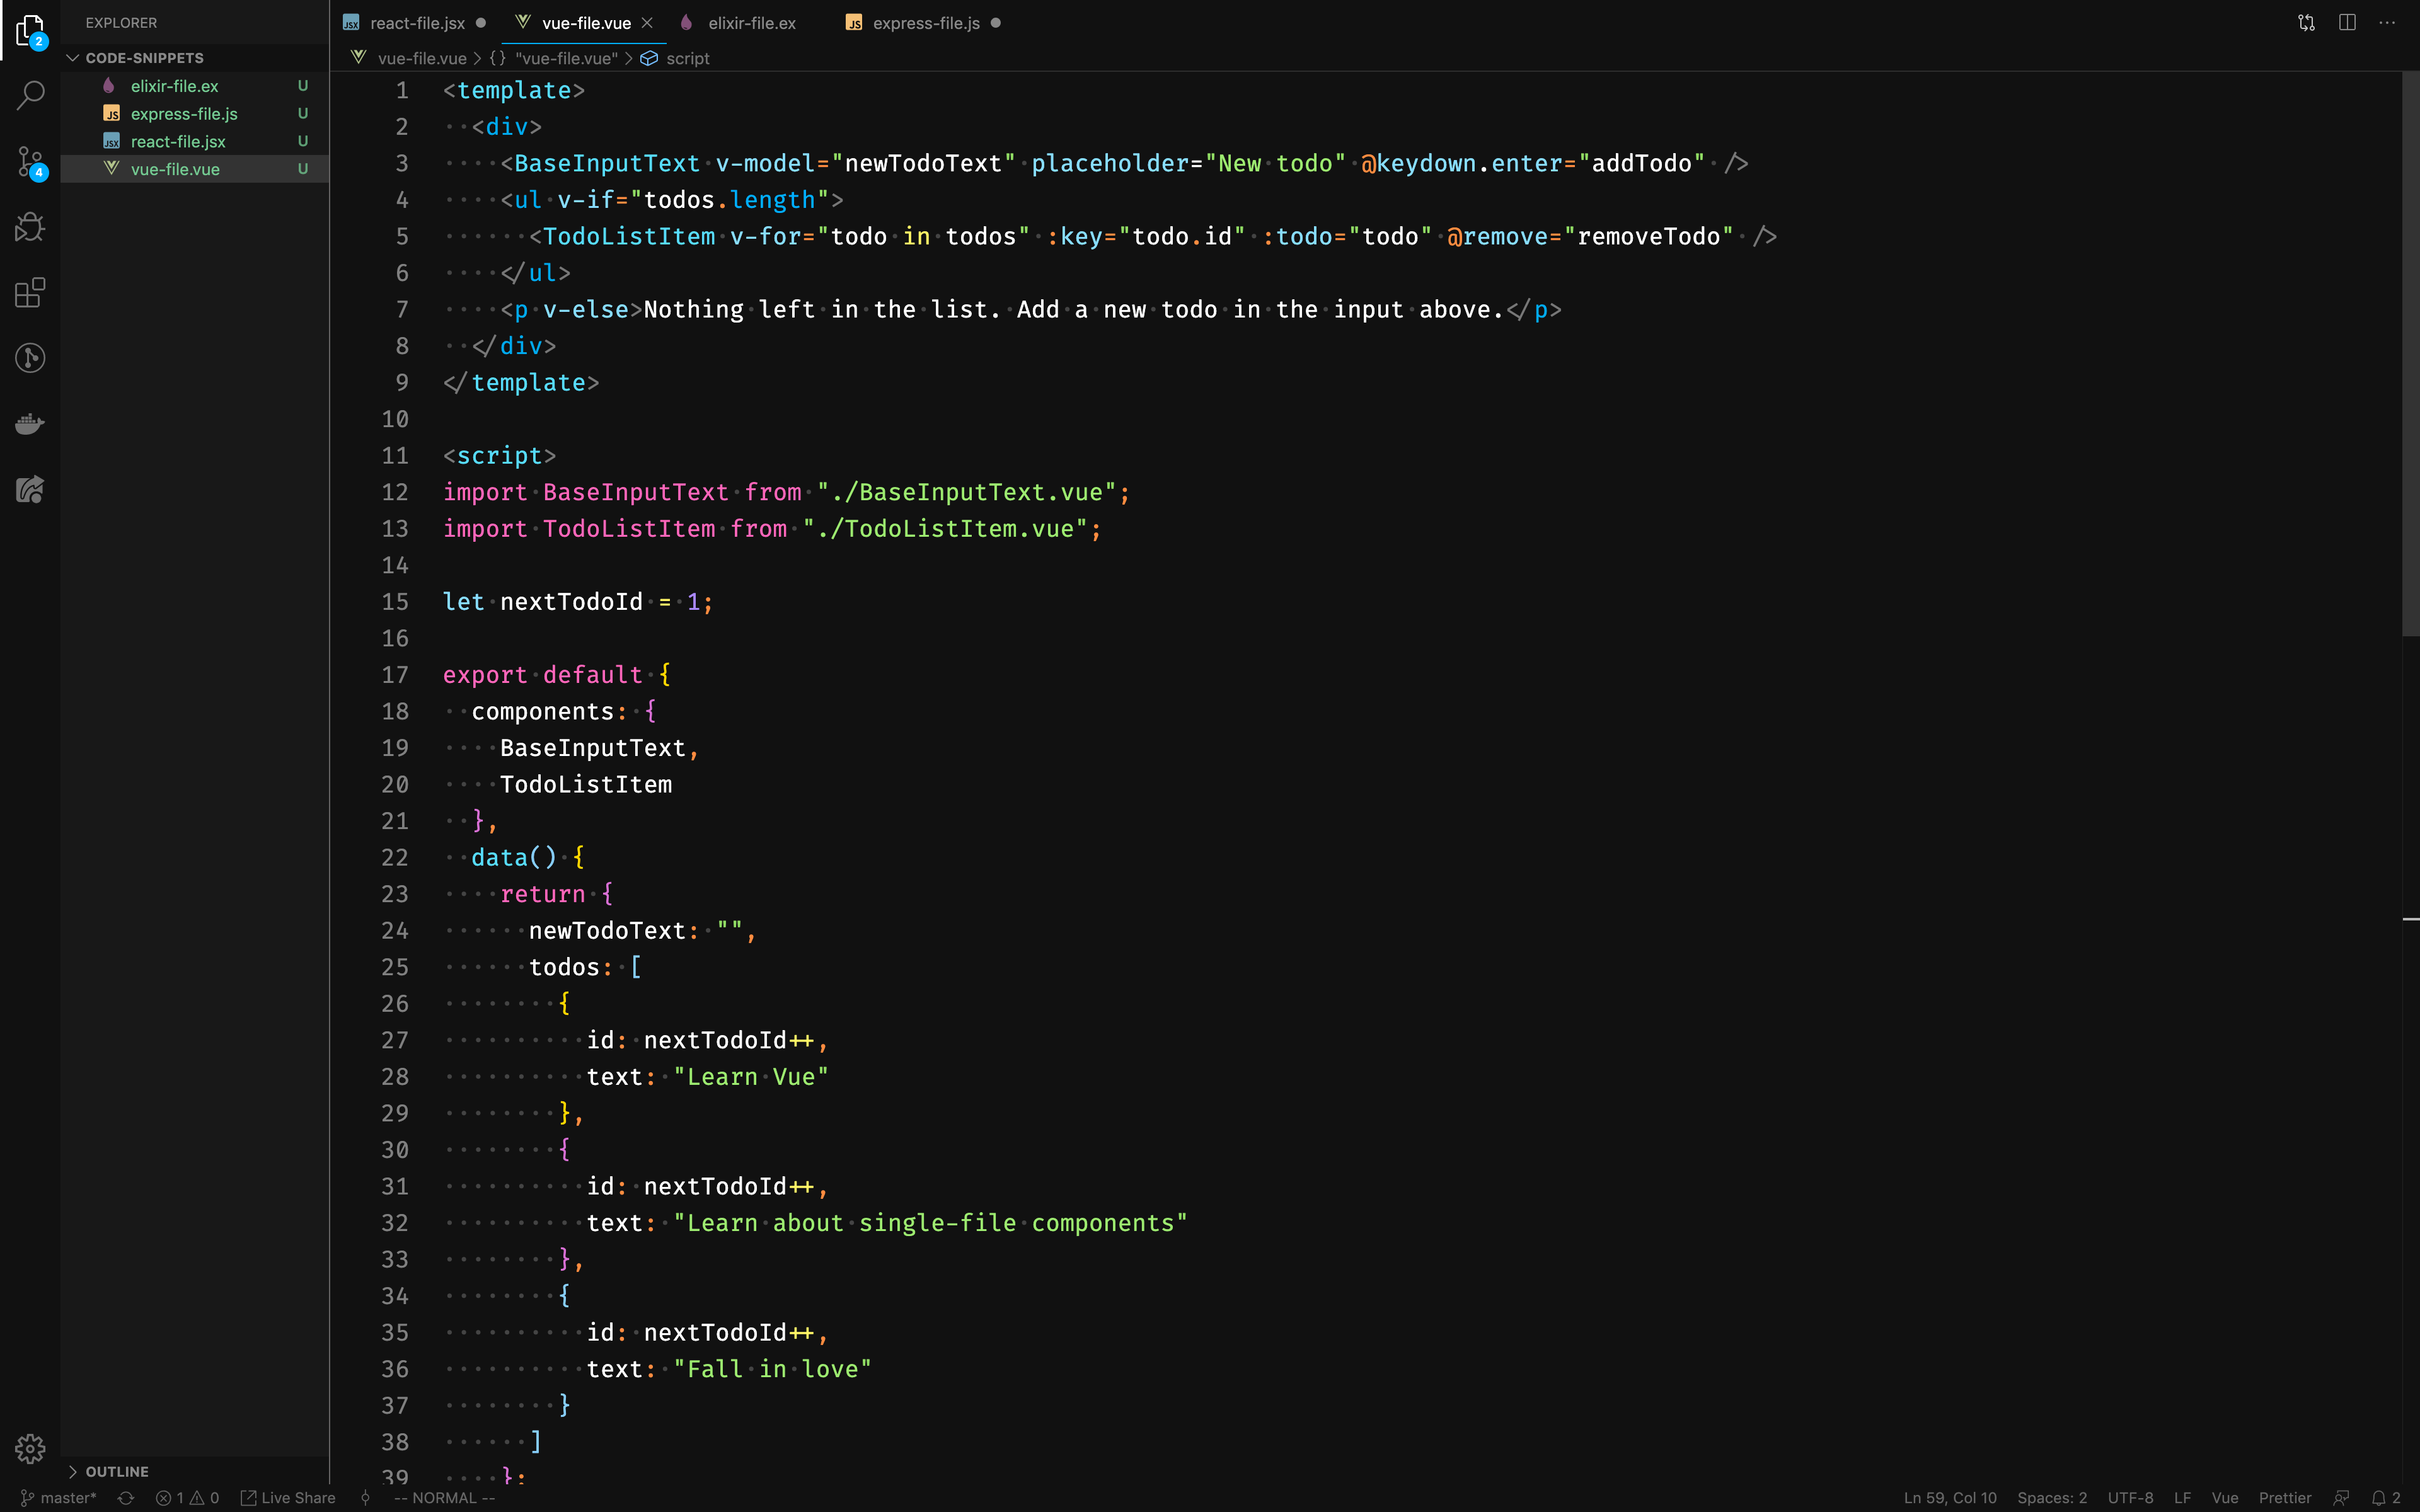 EXPLORER
CODE-SNIPPETS
elixir-file.ex U
express-file.js U
react-file.jsx U
vue-file.vue U
OUTLINE
2
4
react-file.jsx vue-file.vue elixir-file.ex express-file.js
vue-file.vue > {} "vue-file.vue" > script
1 <template>
2 <div>
3 <BaseInputText v-model="newTodoText" placeholder="New todo" @keydown.enter="addTodo" />
4 <ul v-if="todos.length">
5 <TodoListItem v-for="todo in todos" :key="todo.id" :todo="todo" @remove="removeTodo" />
6 </ul>
7 <p v-else>Nothing left in the list. Add a new todo in the input above.</p>
8 </div>
9 </template>
10
11 <script>
12 import BaseInputText from "./BaseInputText.vue";
13 import TodoListItem from "./TodoListItem.vue";
14
15 let nextTodoId = 1;
16
17 export default {
18 components: {
19 BaseInputText,
20 TodoListItem
21 },
22 data() {
23 return {
24 newTodoText: "",
25 todos: [
26 {
27 id: nextTodoId++,
28 text: "Learn Vue"
29 },
30 {
31 id: nextTodoId++,
32 text: "Learn about single-file components"
33 },
34 {
35 id: nextTodoId++,
36 text: "Fall in love"
37 }
38 ]
39 };
master* 1 0 Live Share -- NORMAL -- Ln 59, Col 10 Spaces: 2 UTF-8 LF Vue Prettier 2